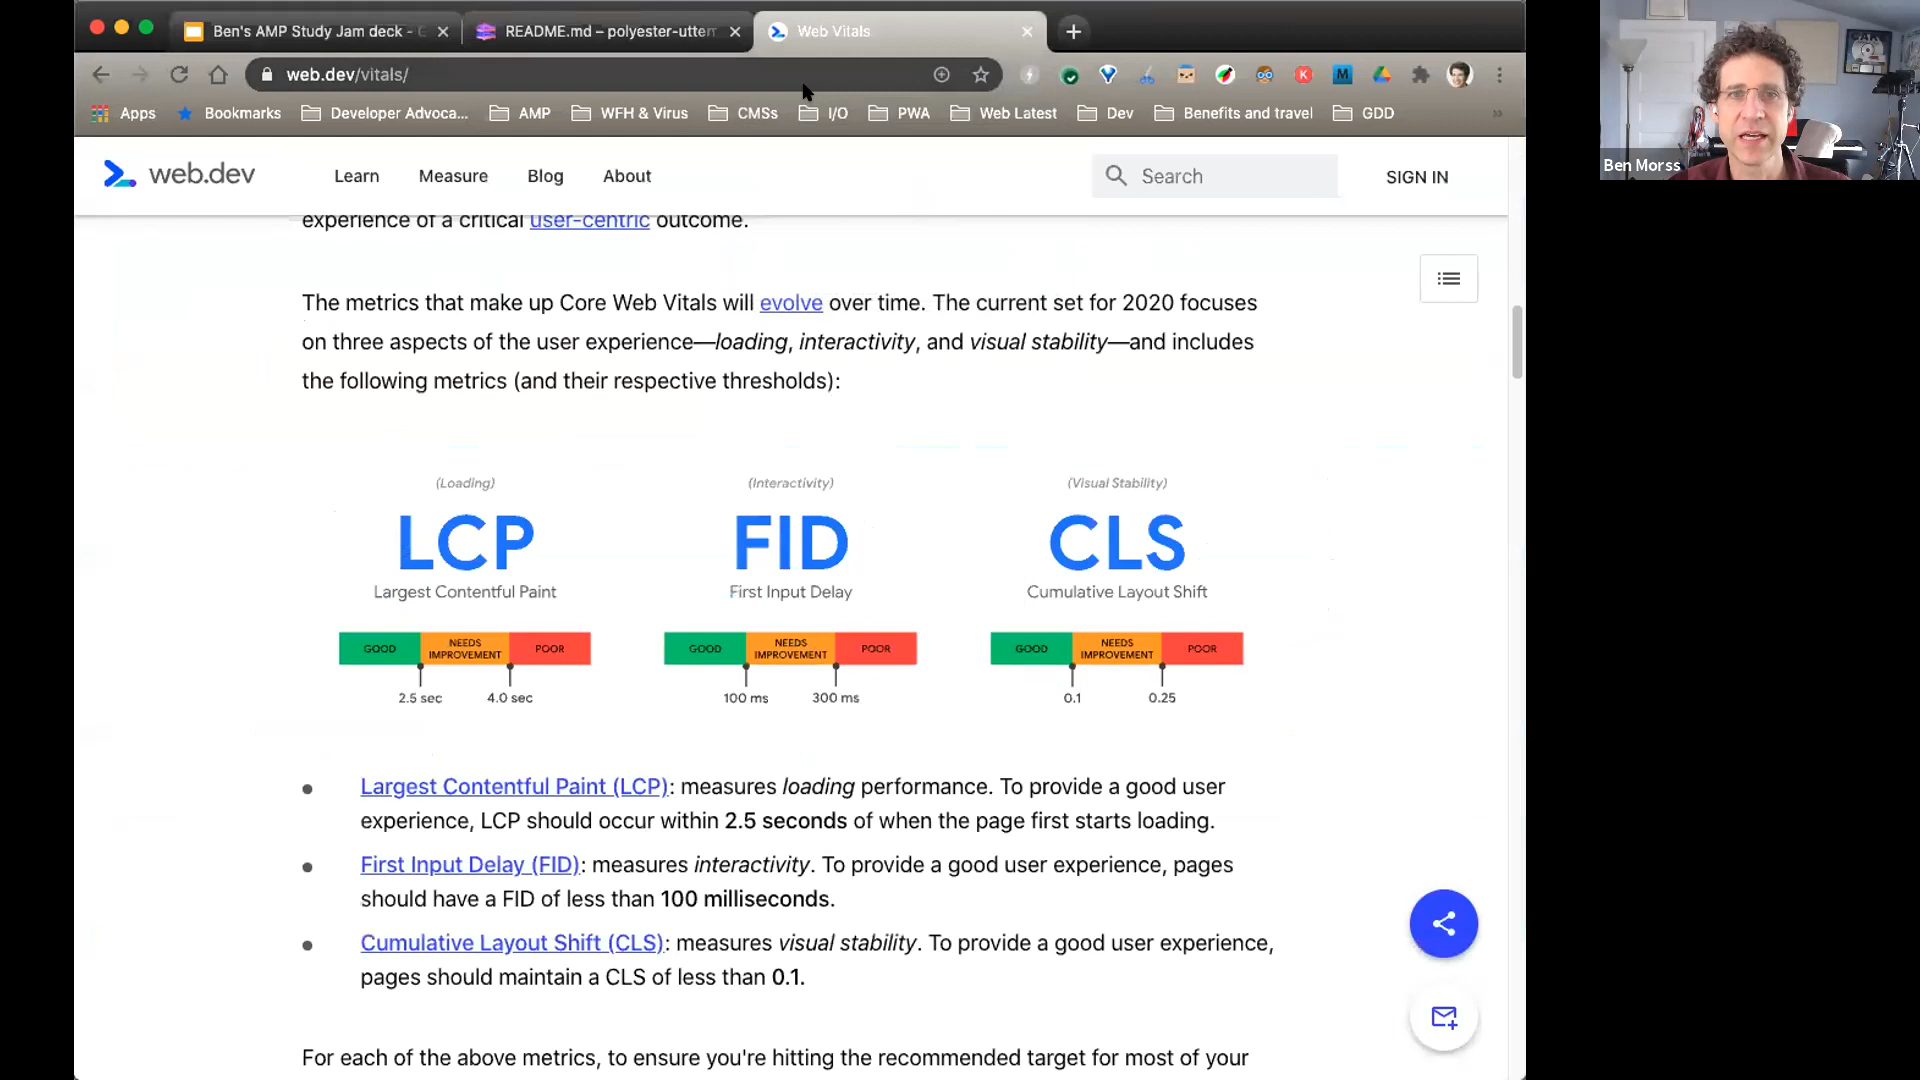 Ben's AMP Study Jam deck - G
README.md – polyester-utter
Web Vitals
web.dev/vitals/
Apps
Bookmarks
Developer Advoca...
AMP
WFH & Virus
CMSs
I/O
PWA
Web Latest
Dev
Benefits and travel
GDD
»
Ben Morss
web.dev
Learn
Measure
Blog
About
Search
SIGN IN
experience of a critical user-centric outcome.
The metrics that make up Core Web Vitals will evolve over time. The current set for 2020 focuses
on three aspects of the user experience—loading, interactivity, and visual stability—and includes
the following metrics (and their respective thresholds):
(Loading)
LCP
Largest Contentful Paint
GOOD
NEEDS
IMPROVEMENT
POOR
2.5 sec
4.0 sec
(Interactivity)
FID
First Input Delay
GOOD
NEEDS
IMPROVEMENT
POOR
100 ms
300 ms
(Visual Stability)
CLS
Cumulative Layout Shift
GOOD
NEEDS
IMPROVEMENT
POOR
0.1
0.25
• Largest Contentful Paint (LCP): measures loading performance. To provide a good user
experience, LCP should occur within 2.5 seconds of when the page first starts loading.
• First Input Delay (FID): measures interactivity. To provide a good user experience, pages
should have a FID of less than 100 milliseconds.
• Cumulative Layout Shift (CLS): measures visual stability. To provide a good user experience,
pages should maintain a CLS of less than 0.1.
For each of the above metrics, to ensure you're hitting the recommended target for most of your